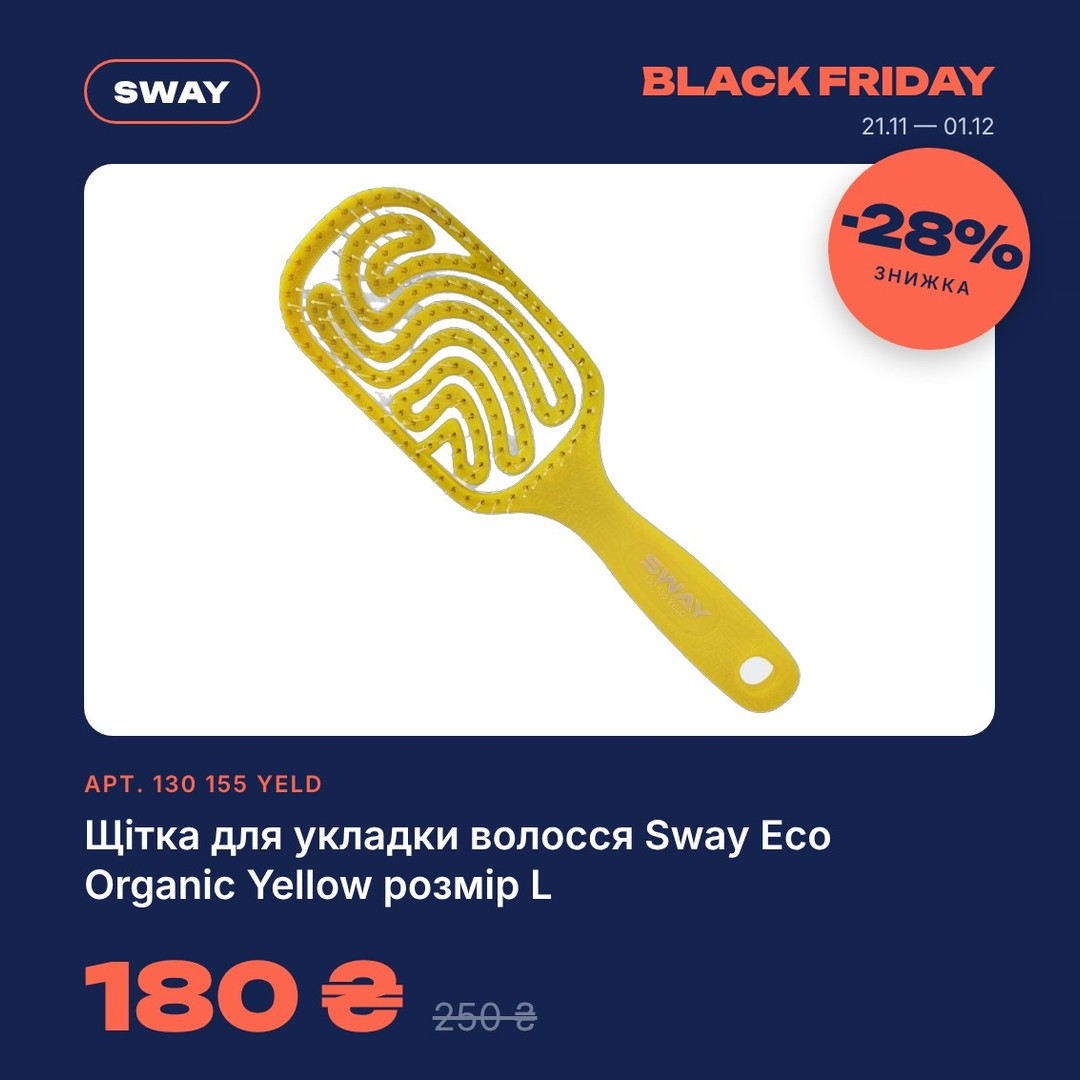 SWAY
BLACK FRIDAY
21.11 — 01.12
-28%
ЗНИЖКА
SWAY
АРТ. 130 155 YELD
Щітка для укладки волосся Sway Eco
Organic Yellow розмір L
180 ₴
250 ₴